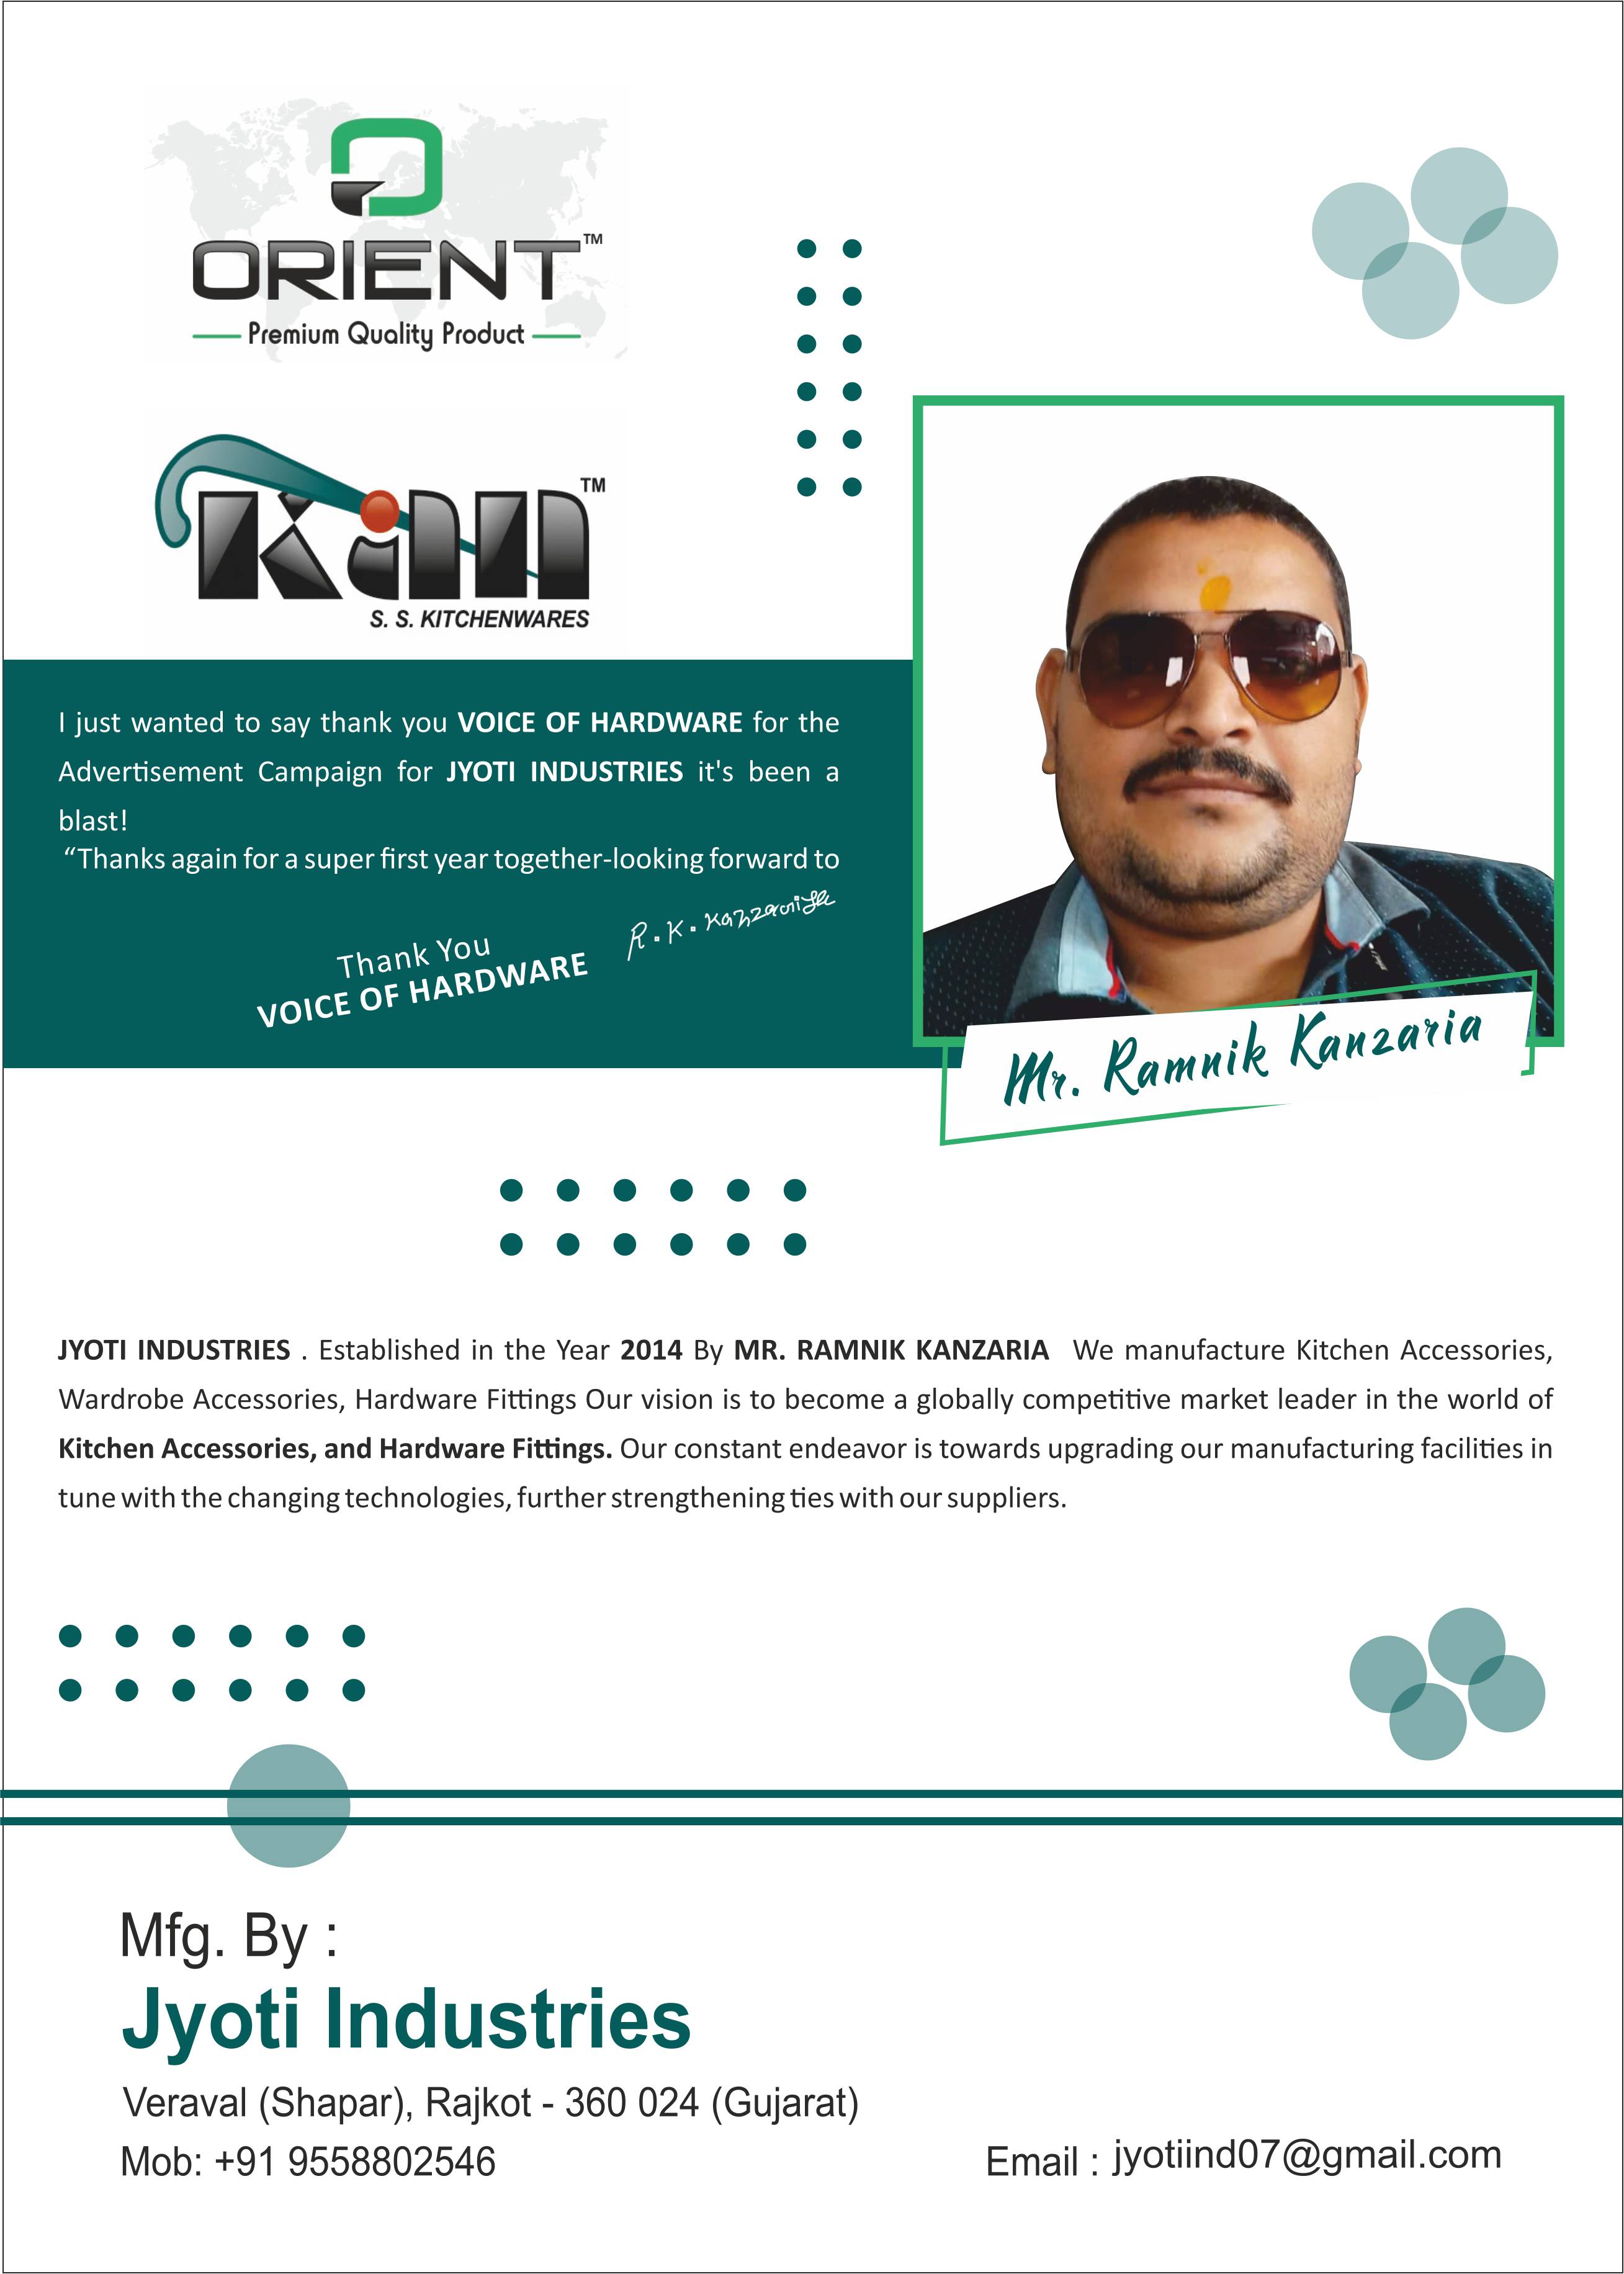 ORIENT™
Premium Quality Product
Kian™
S. S. KITCHENWARES
I just wanted to say thank you VOICE OF HARDWARE for the
Advertisement Campaign for JYOTI INDUSTRIES it's been a
blast!
“Thanks again for a super first year together-looking forward to
R. K. Kanzariya
Thank You
VOICE OF HARDWARE
Mr. Ramnik Kanzaria
JYOTI INDUSTRIES . Established in the Year 2014 By MR. RAMNIK KANZARIA We manufacture Kitchen Accessories,
Wardrobe Accessories, Hardware Fittings Our vision is to become a globally competitive market leader in the world of
Kitchen Accessories, and Hardware Fittings. Our constant endeavor is towards upgrading our manufacturing facilities in
tune with the changing technologies, further strengthening ties with our suppliers.
Mfg. By :
Jyoti Industries
Veraval (Shapar), Rajkot - 360 024 (Gujarat)
Mob: +91 9558802546
Email : jyotiind07@gmail.com